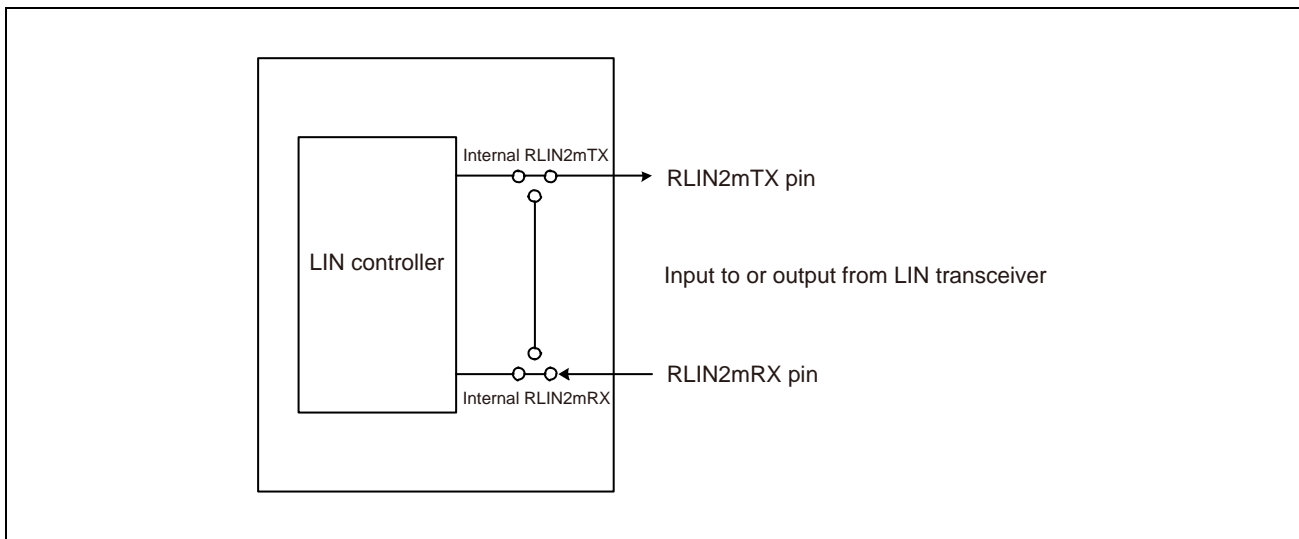 Internal RLIN2mTX
RLIN2mTX pin
LIN controller
Input to or output from LIN transceiver
RLIN2mRX pin
Internal RLIN2mRX